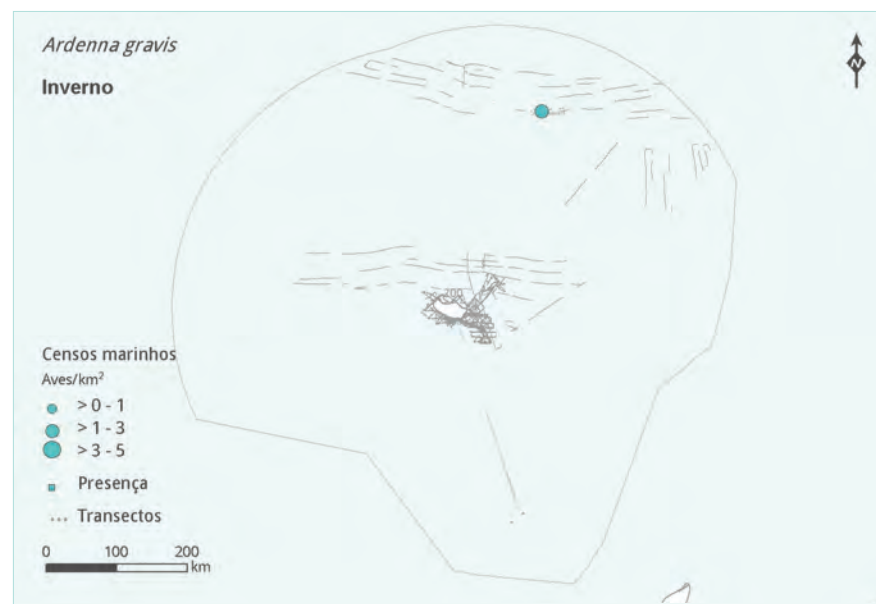 Ardenna gravis
Inverno
N
Censos marinhos
Aves/km²
> 0 - 1
> 1 - 3
> 3 - 5
Presença
Transectos
0 100 200
km